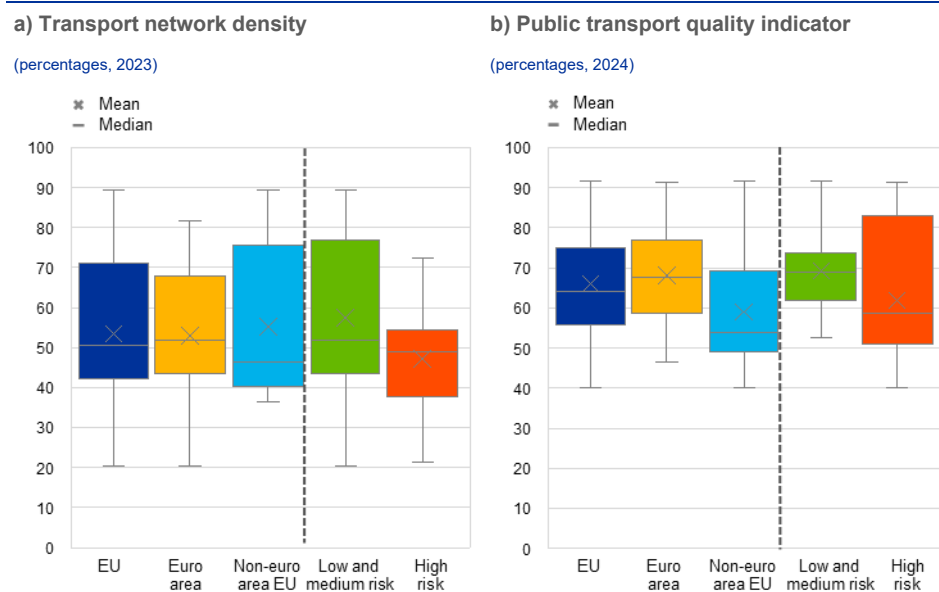 a) Transport network density
(percentages, 2023)
Mean
Median
100
90
80
70
60
50
40
30
20
10
0
EU
Euro
area
Non-euro
area EU
Low and
medium risk
High
risk
b) Public transport quality indicator
(percentages, 2024)
Mean
Median
100
90
80
70
60
50
40
30
20
10
0
EU
Euro
area
Non-euro
area EU
Low and
medium risk
High
risk